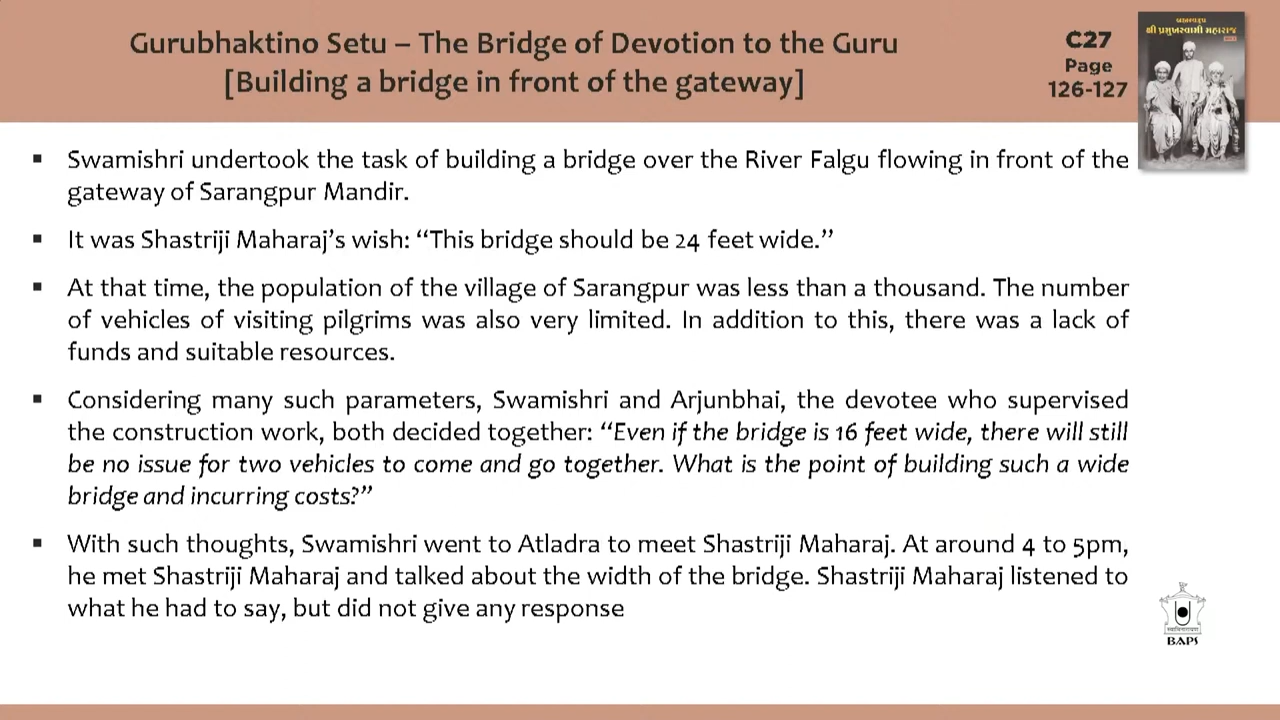 Gurubhaktino Setu – The Bridge of Devotion to the Guru
[Building a bridge in front of the gateway]
C27
Page
126-127
શ્રી પ્રમુખસ્વામી મહારાજ
▪ Swamishri undertook the task of building a bridge over the River Falgu flowing in front of the
gateway of Sarangpur Mandir.
▪ It was Shastriji Maharaj’s wish: “This bridge should be 24 feet wide.”
▪ At that time, the population of the village of Sarangpur was less than a thousand. The number
of vehicles of visiting pilgrims was also very limited. In addition to this, there was a lack of
funds and suitable resources.
▪ Considering many such parameters, Swamishri and Arjunbhai, the devotee who supervised
the construction work, both decided together: “Even if the bridge is 16 feet wide, there will still
be no issue for two vehicles to come and go together. What is the point of building such a wide
bridge and incurring costs?”
▪ With such thoughts, Swamishri went to Atladra to meet Shastriji Maharaj. At around 4 to 5pm,
he met Shastriji Maharaj and talked about the width of the bridge. Shastriji Maharaj listened to
what he had to say, but did not give any response
BAPS